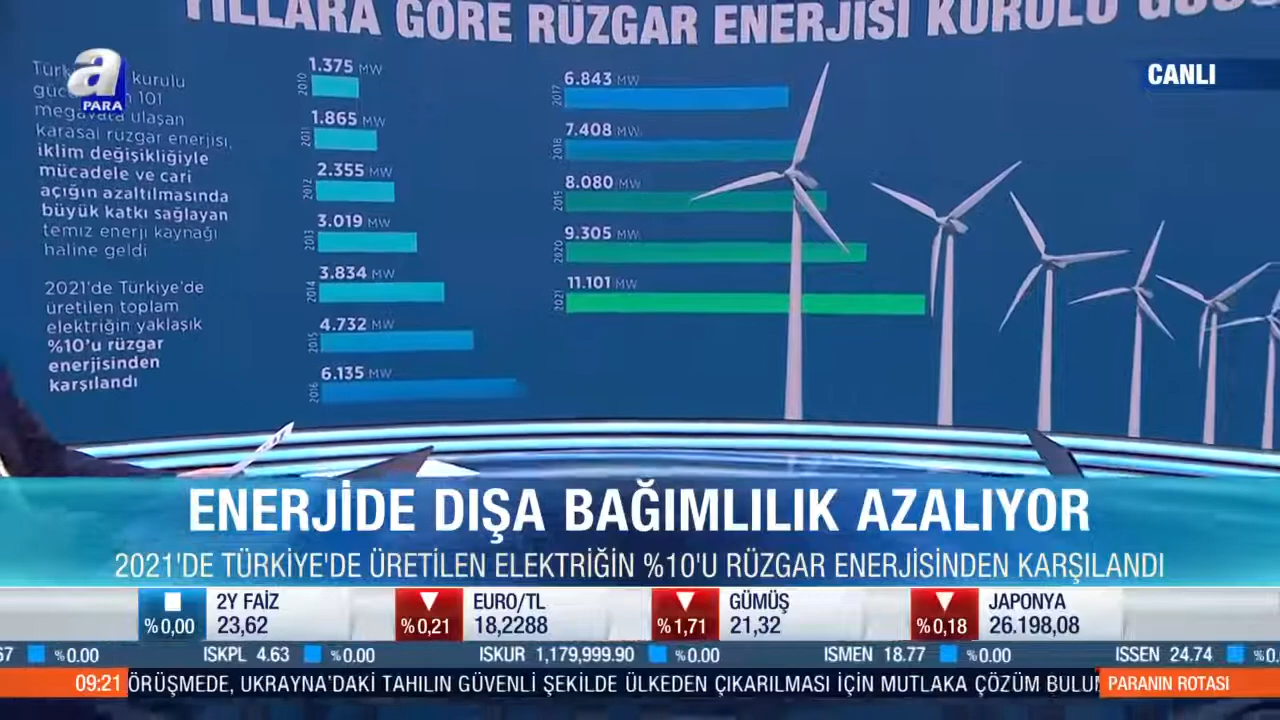 YILLARA GÖRE RÜZGAR ENERJİSİ KURULU
CANLI
a
PARA
kurulu
101
megavata ulaşan
karasal rüzgar enerjisi,
iklim değişikliğiyle
mücadele ve cari
açığın azaltılmasında
büyük katkı sağlayan
temiz enerji kaynağı
haline geldi
2021'de Türkiye'de
üretilen toplam
elektriğin yaklaşık
%10'u rüzgar
enerjisinden
karşılandı
1.375 MW
2010
1.865 MW
2011
2.355 MW
2012
3.019 MW
2013
3.834 MW
2014
4.732 MW
2015
6.135 MW
2016
6.843 MW
2017
7.408 MW
2018
8.080 MW
2019
9.305 MW
2020
11.101 MW
2021
ENERJİDE DIŞA BAĞIMLILIK AZALIYOR
2021'DE TÜRKİYE'DE ÜRETİLEN ELEKTRİĞİN %10'U RÜZGAR ENERJİSİNDEN KARŞILANDI
%0,00 2Y FAİZ 23,62
%0,21 EURO/TL 18,2288
%1,71 GÜMÜŞ 21,32
%0,18 JAPONYA 26.198,08
67 %0.00 ISKPL 4.63 %0.00 ISKUR 1,179,999.90 %0.00 ISMEN 18.77 %0.00 ISSEN 24.74 %0.
09:21 ÖRÜŞMEDE, UKRAYNA'DAKİ TAHILIN GÜVENLİ ŞEKİLDE ÜLKEDEN ÇIKARILMASI İÇİN MUTLAKA ÇÖZÜM BULUN PARANIN ROTASI